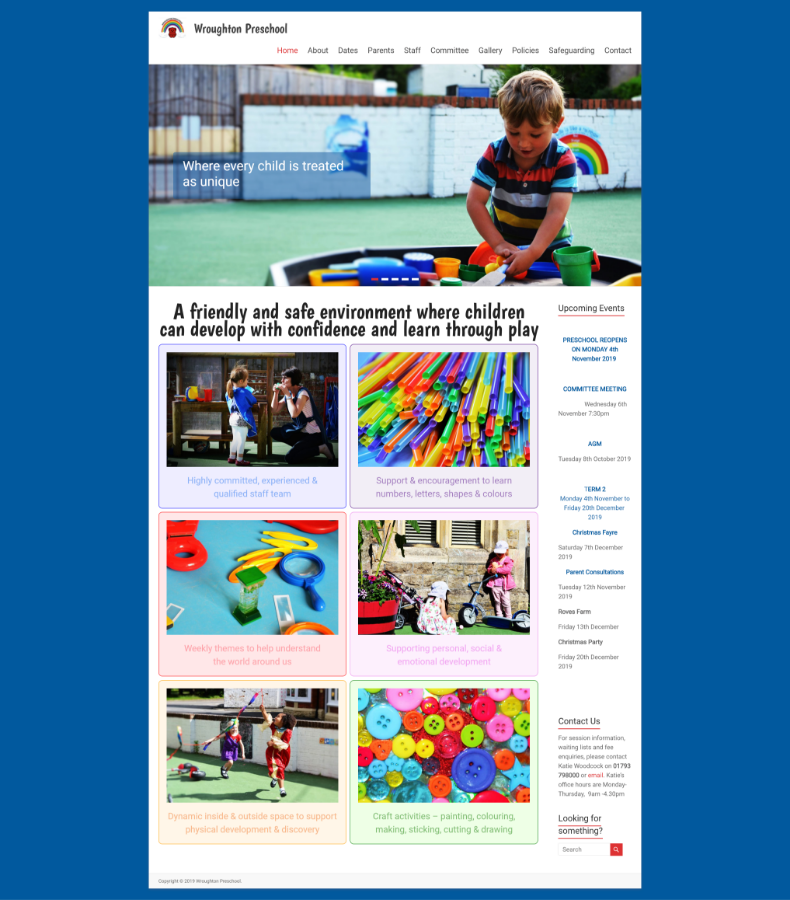 Wroughton Preschool
Home About Dates Parents Staff Committee Gallery Policies Safeguarding Contact
Where every child is treated
as unique
A friendly and safe environment where children
can develop with confidence and learn through play
Highly committed, experienced &
qualified staff team
Support & encouragement to learn
numbers, letters, shapes & colours
Weekly themes to help understand
the world around us
Supporting personal, social &
emotional development
Dynamic inside & outside space to support
physical development & discovery
Craft activities – painting, colouring,
making, sticking, cutting & drawing
Upcoming Events
PRESCHOOL REOPENS
ON MONDAY 4th
November 2019
COMMITTEE MEETING
Wednesday 6th
November 7.30pm
AGM
Tuesday 8th October 2019
TERM 2
Monday 4th November to
Friday 20th December
2019
Christmas Fayre
Saturday 7th December
2019
Parent Consultations
Tuesday 12th November
2019
Roves Farm
Friday 13th December
Christmas Party
Friday 20th December
2019
Contact Us
For session information,
waiting lists and fee
enquiries, please contact
Katie Woodcock on 01793
798000 or email. Katie's
office hours are Monday-
Thursday, 9am -4.30pm
Looking for
something?
Search
Copyright © 2019 Wroughton Preschool.